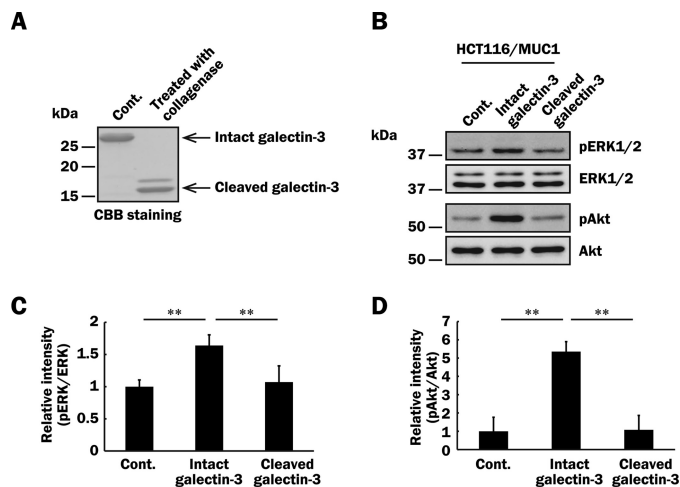 A
Cont.
Treated with
collagenase
kDa
25
20
15
Intact galectin-3
Cleaved galectin-3
CBB staining
B
HCT116/MUC1
Cont.
Intact
galectin-3
Cleaved
galectin-3
kDa
37
pERK1/2
37
ERK1/2
50
pAkt
50
Akt
C
Relative intensity
(pERK/ERK)
2
1.5
1
0.5
0
**
**
Cont.
Intact
galectin-3
Cleaved
galectin-3
D
Relative intensity
(pAkt/Akt)
7
6
5
4
3
2
1
0
**
**
Cont.
Intact
galectin-3
Cleaved
galectin-3